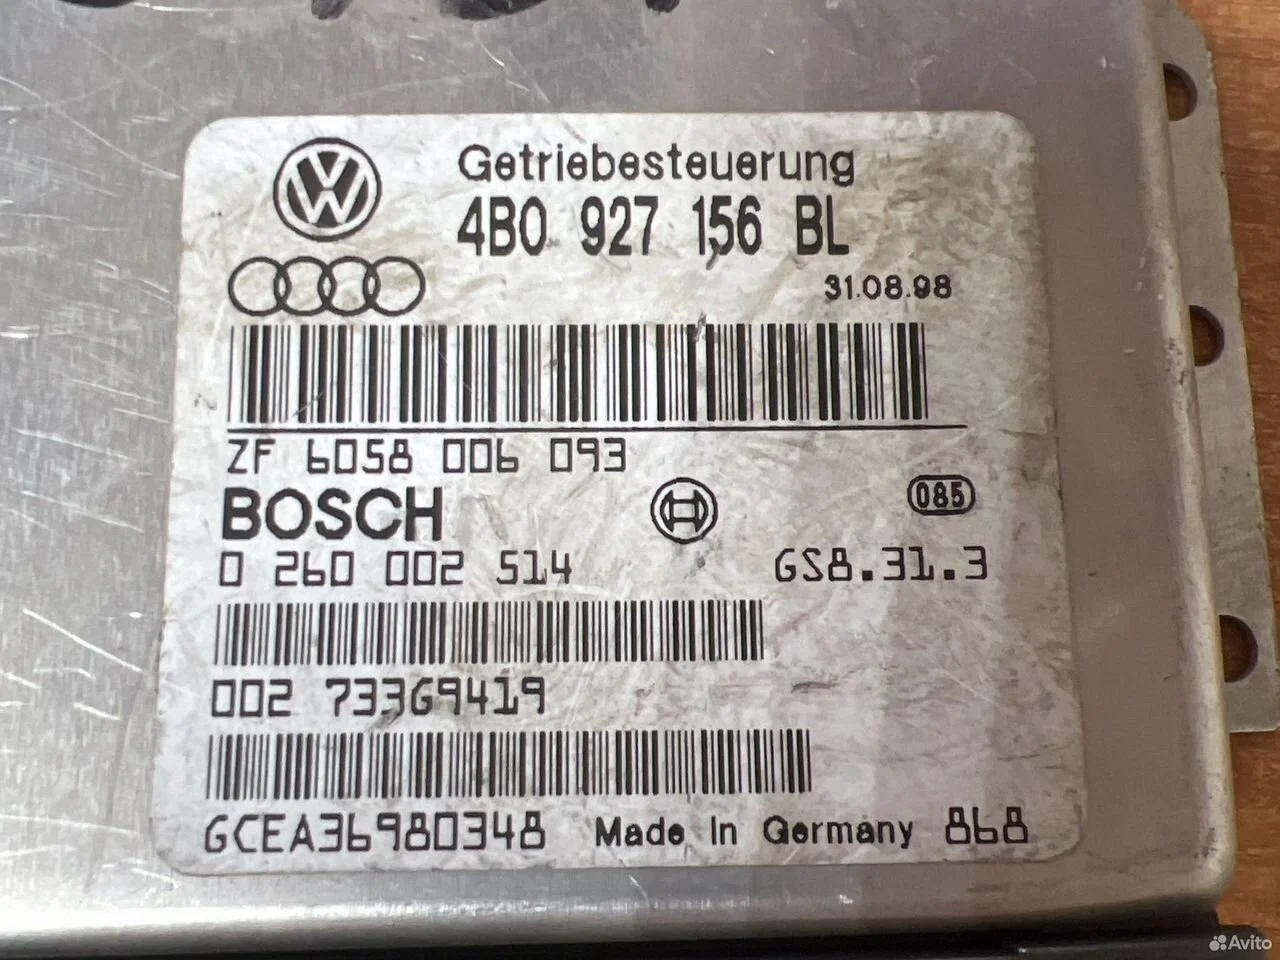 Getriebesteuerung
4B0 927 156 BL
31.08.98
ZF 6058 006 093
BOSCH
085
0 260 002 514 GS8.31.3
002 733G9419
GCEA36980348 Made in Germany 868
Avito